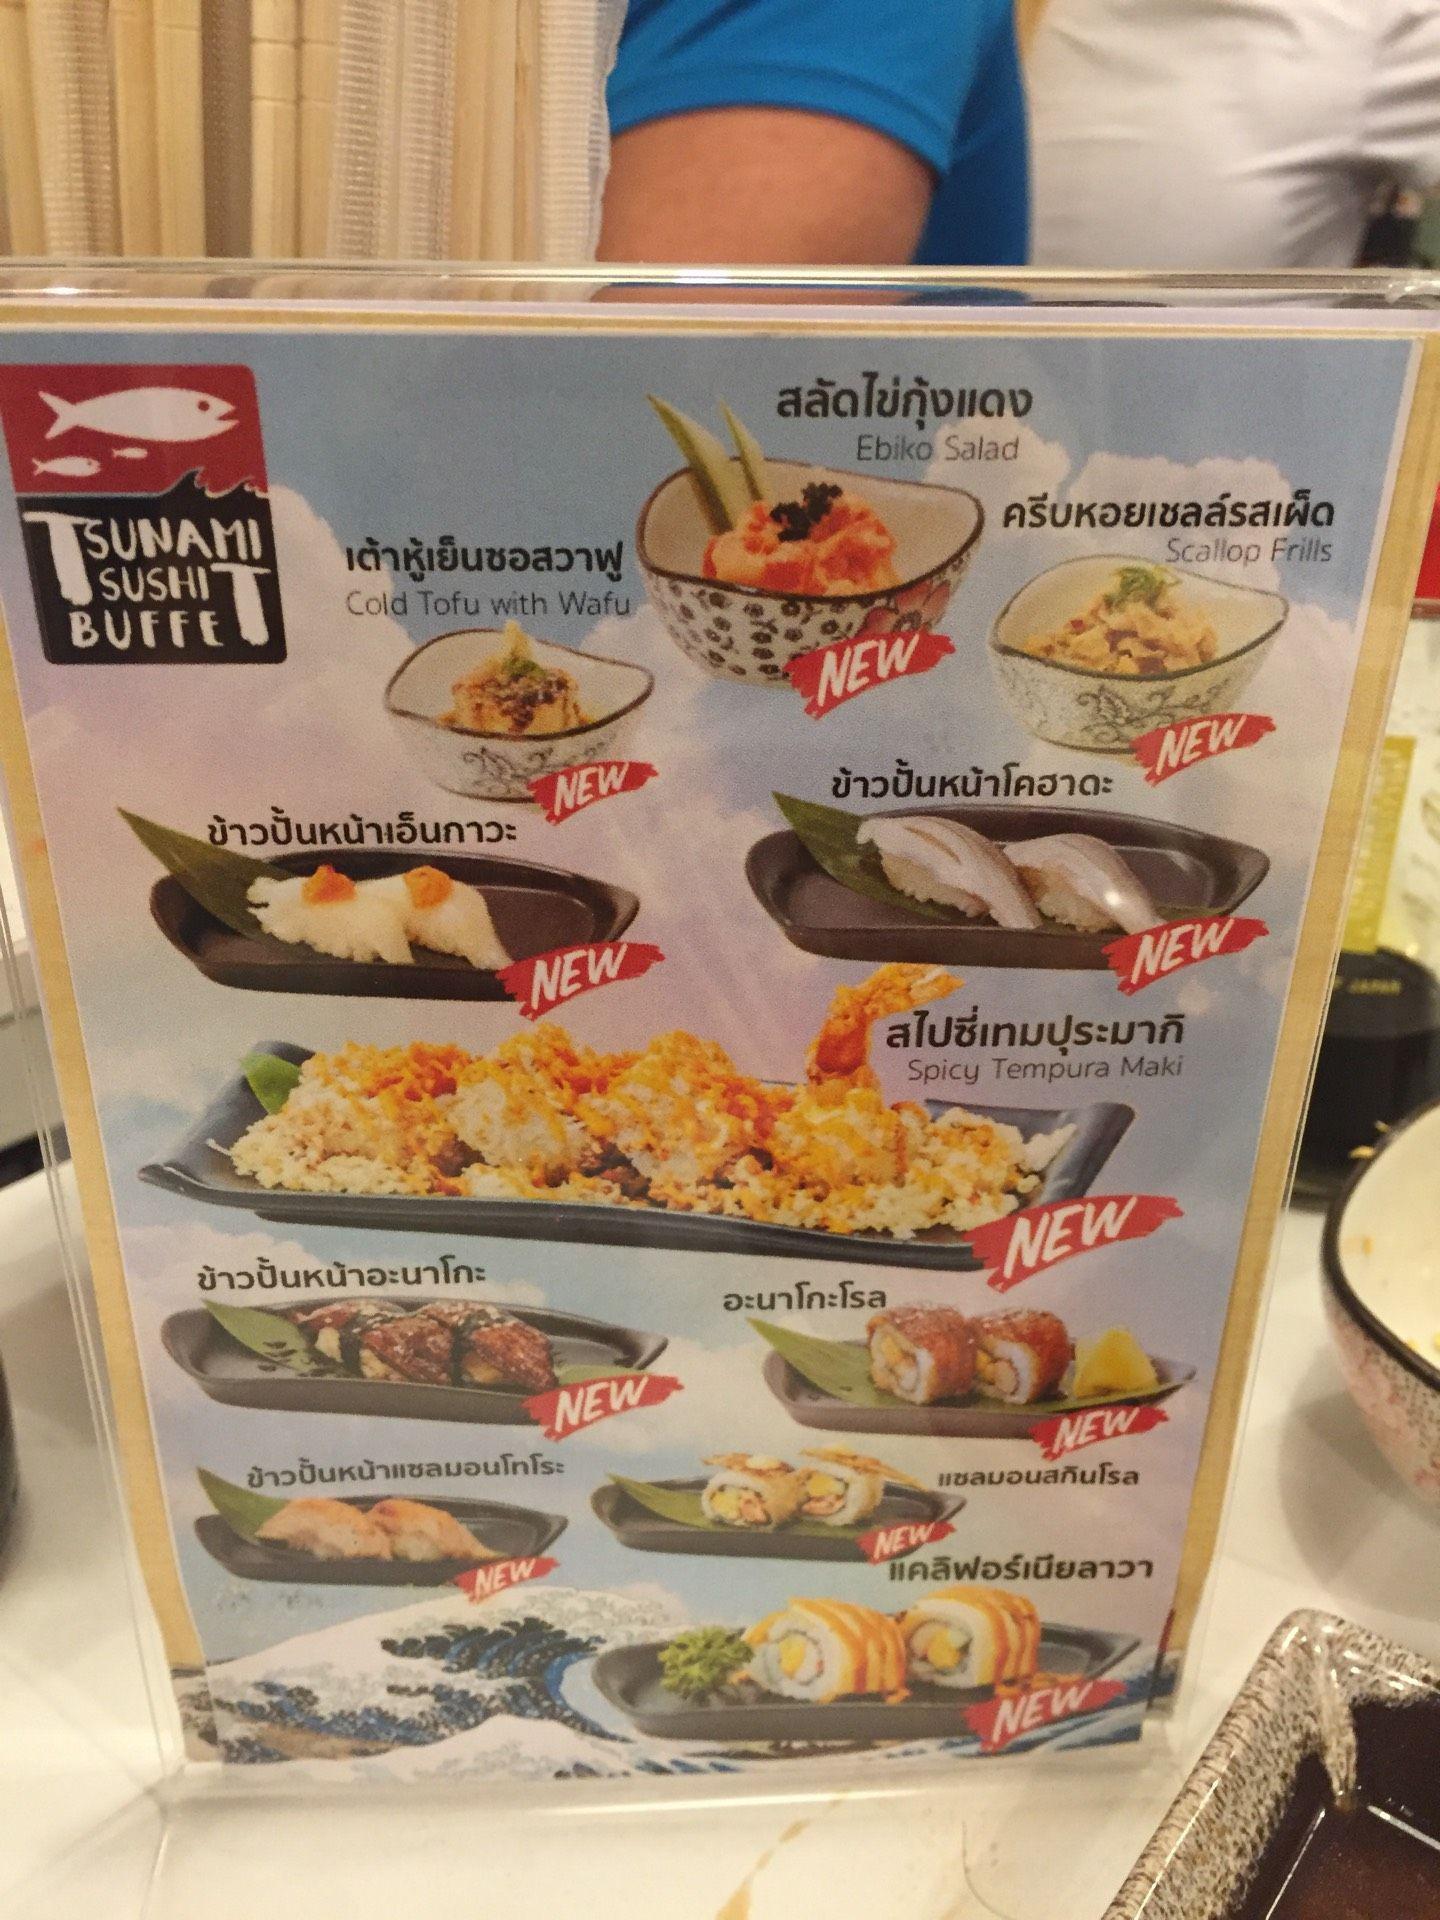 TSUNAMI
SUSHI
BUFFET
สลัดไข่กุ้งแดง
Ebiko Salad
ครีบหอยเชลล์รสเผ็ด
Scallop Frills
เต้าหู้เย็นซอสวาฟู
Cold Tofu with Wafu
NEW
NEW
NEW
ข้าวปั้นหน้าเอ็นกาวะ
ข้าวปั้นหน้าโคฮาดะ
NEW
NEW
สไปซี่เทมปุระมากิ
Spicy Tempura Maki
NEW
ข้าวปั้นหน้าอะนาโกะ
อะนาโกะโรล
NEW
NEW
ข้าวปั้นหน้าแซลมอนโทโระ
แซลมอนสกินโรล
NEW
NEW
แคลิฟอร์เนียลาวา
NEW
JAPAN